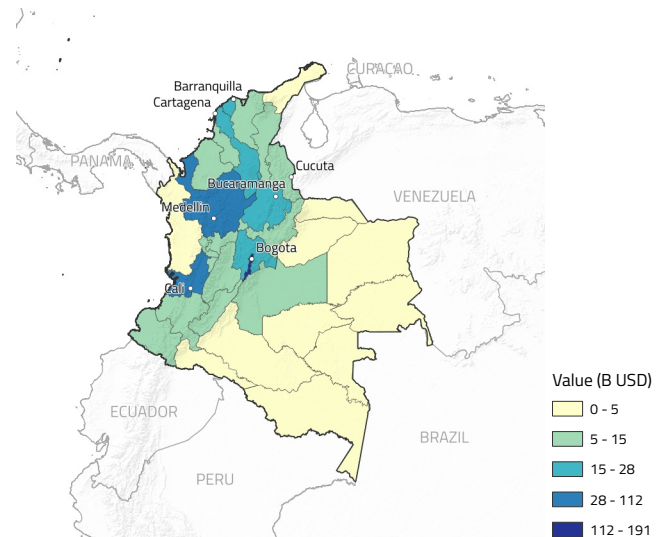 CURAÇAO
Barranquilla
Cartagena
PANAMA
Cucuta
Bucaramanga
VENEZUELA
Medellin
Bogota
Cali
Value (B USD)
0 - 5
ECUADOR
5 - 15
BRAZIL
15 - 28
PERU
28 - 112
112 - 191